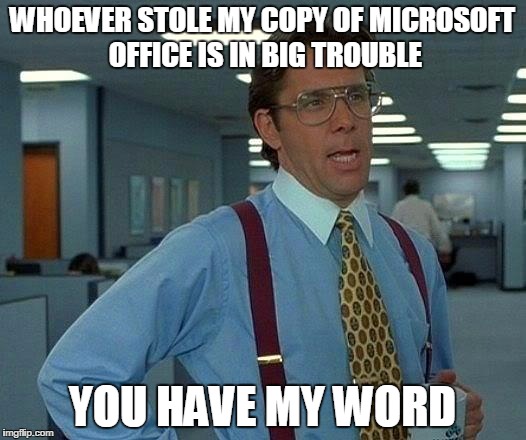 WHOEVER STOLE MY COPY OF MICROSOFT
OFFICE IS IN BIG TROUBLE
YOU HAVE MY WORD
imgflip.com